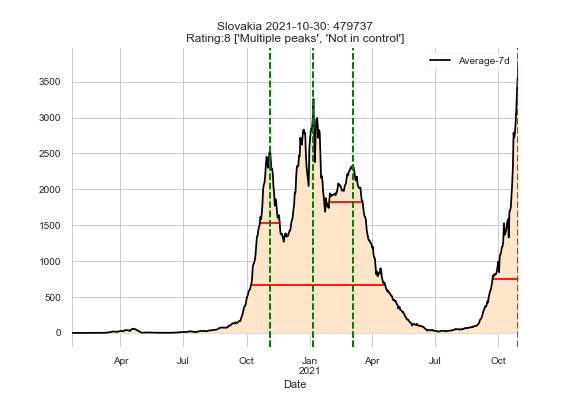 Slovakia 2021-10-30: 479737
Rating:8 ['Multiple peaks', 'Not in control']
Average-7d
3500
3000
2500
2000
1500
1000
500
0
Apr Jul Oct Jan Apr Jul Oct
2021
Date